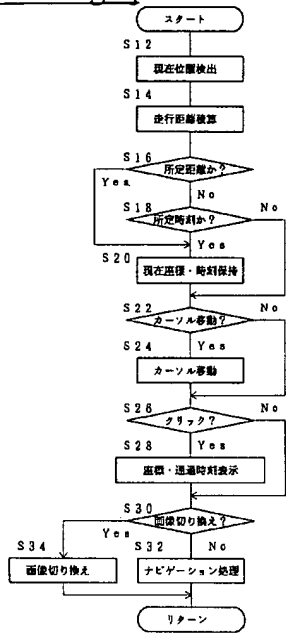 スタート
S12
現在位置検出
S14
走行距離積算
S16
所定距離か?
Yes
No
S18
所定時刻か?
No
Yes
S20
現在座標・時刻保持
S22
カーソル移動?
No
Yes
S24
カーソル移動
S26
クリック?
No
Yes
S28
座標・通過時刻表示
S30
画像切り換え?
Yes
No
S34
S32
画像切り換え
ナビゲーション処理
リターン